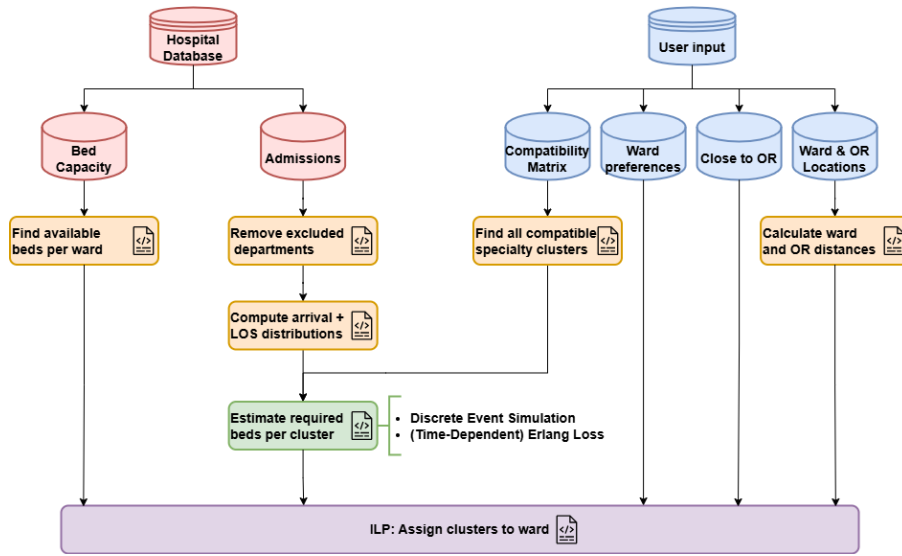 Hospital
Database
User input
Bed
Capacity
Admissions
Compatibility
Matrix
Ward
preferences
Close to OR
Ward & OR
Locations
Find available
beds per ward
Remove excluded
departments
Find all compatible
specialty clusters
Calculate ward
and OR distances
Compute arrival +
LOS distributions
Estimate required
beds per cluster
• Discrete Event Simulation
• (Time-Dependent) Erlang Loss
ILP: Assign clusters to ward